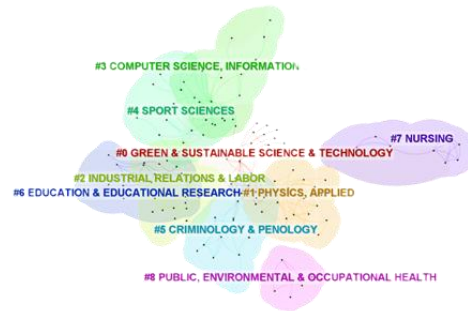 #3 COMPUTER SCIENCE, INFORMATION
#4 SPORT SCIENCES
#7 NURSING
#0 GREEN & SUSTAINABLE SCIENCE & TECHNOLOGY
#2 INDUSTRIAL RELATIONS & LABOR
#6 EDUCATION & EDUCATIONAL RESEARCH
#1 PHYSICS, APPLIED
#5 CRIMINOLOGY & PENOLOGY
#8 PUBLIC, ENVIRONMENTAL & OCCUPATIONAL HEALTH